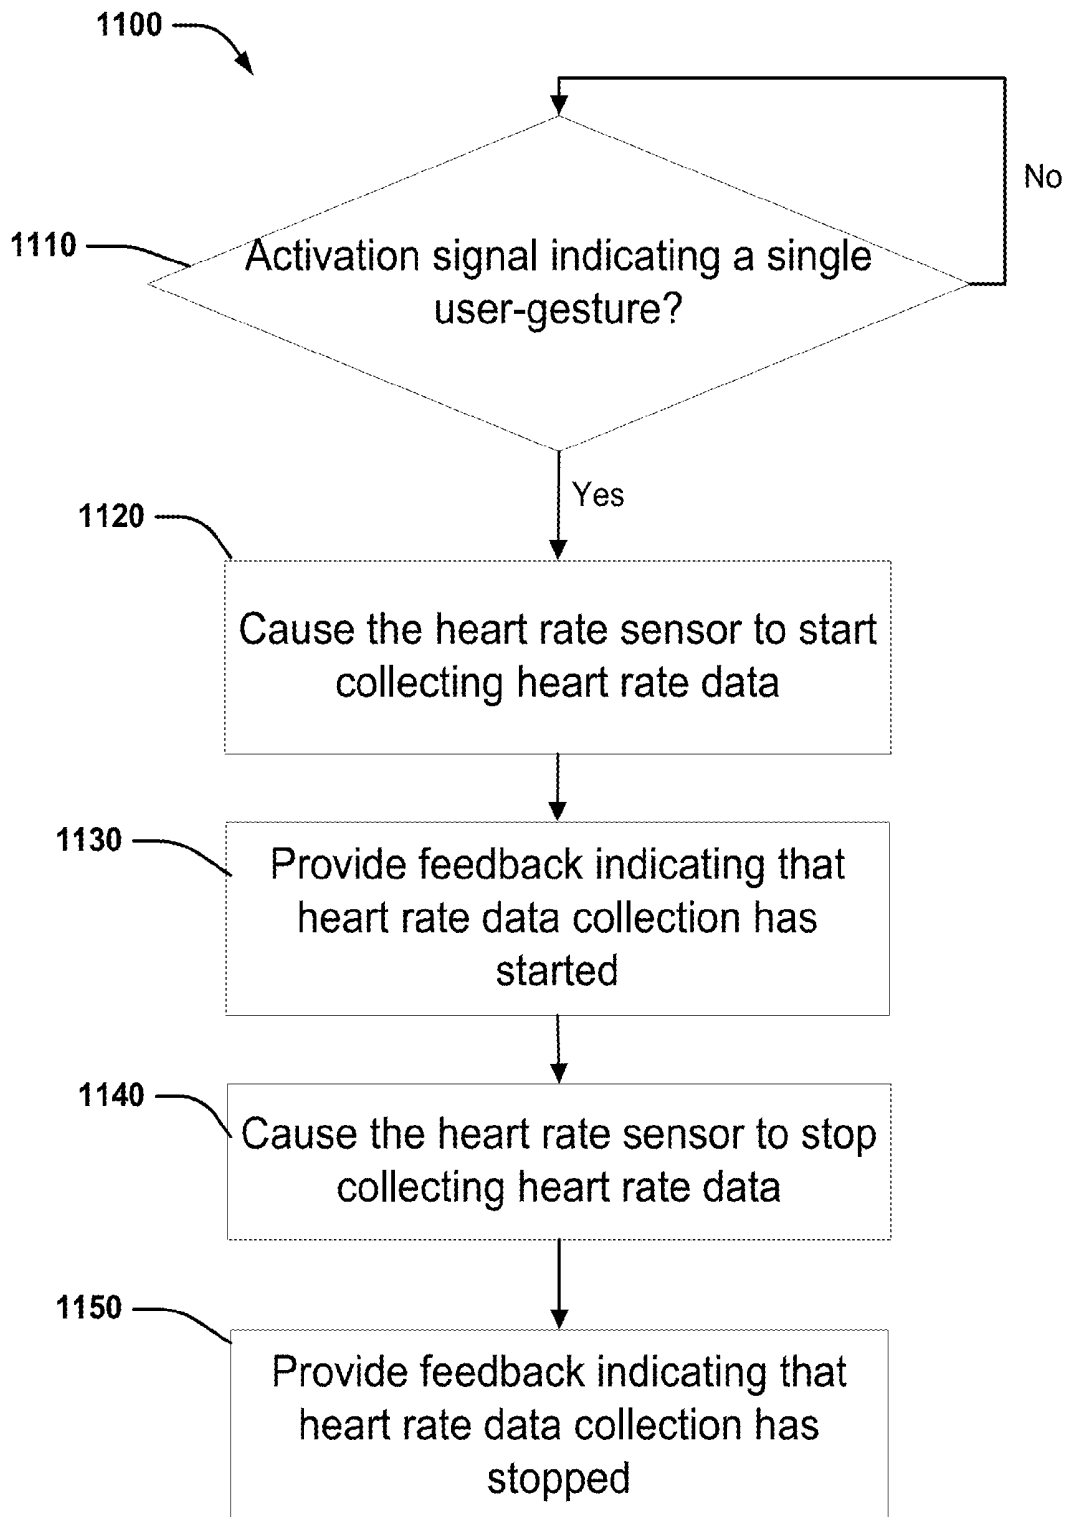 1100
No
1110
Activation signal indicating a single
user-gesture?
Yes
1120
Cause the heart rate sensor to start
collecting heart rate data
1130
Provide feedback indicating that
heart rate data collection has
started
1140
Cause the heart rate sensor to stop
collecting heart rate data
1150
Provide feedback indicating that
heart rate data collection has
stopped